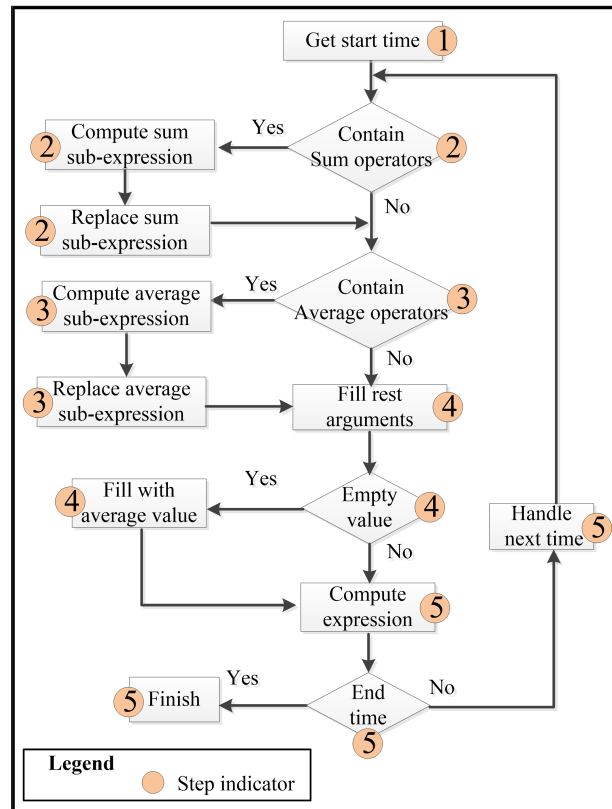 Get start time 1
Yes
Compute sum
sub-expression
2
Contain
Sum operators
2
No
Replace sum
sub-expression
2
Yes
Compute average
sub-expression
3
Contain
Average operators
3
No
Replace average
sub-expression
3
Fill rest
arguments
4
Yes
Fill with
average value
4
Empty
value
4
No
Handle
next time
5
Compute
expression
5
Yes
Finish
5
End
time
5
No
Legend
Step indicator